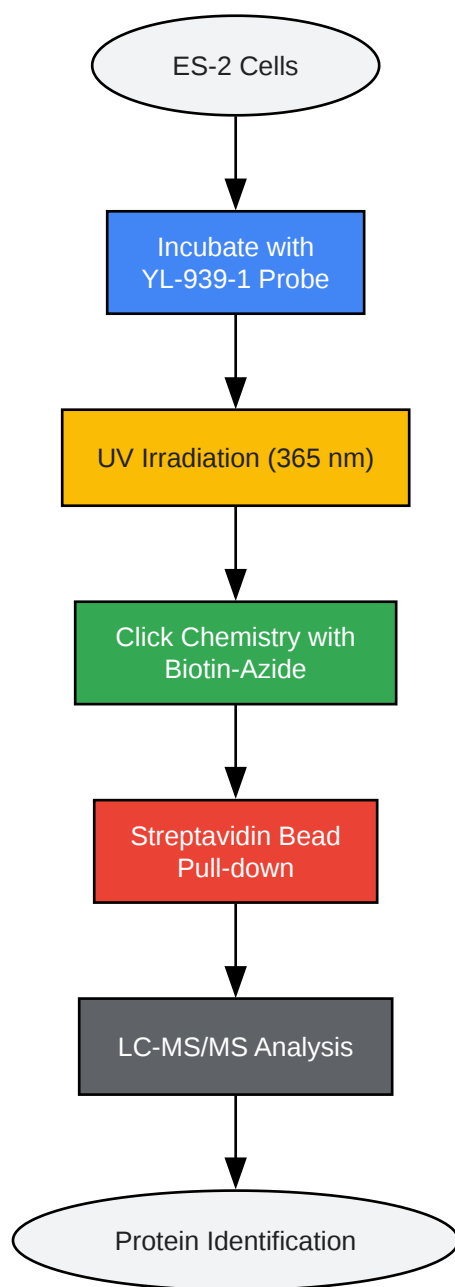 ES-2 Cells
Incubate with
YL-939-1 Probe
UV Irradiation (365 nm)
Click Chemistry with
Biotin-Azide
Streptavidin Bead
Pull-down
LC-MS/MS Analysis
Protein Identification